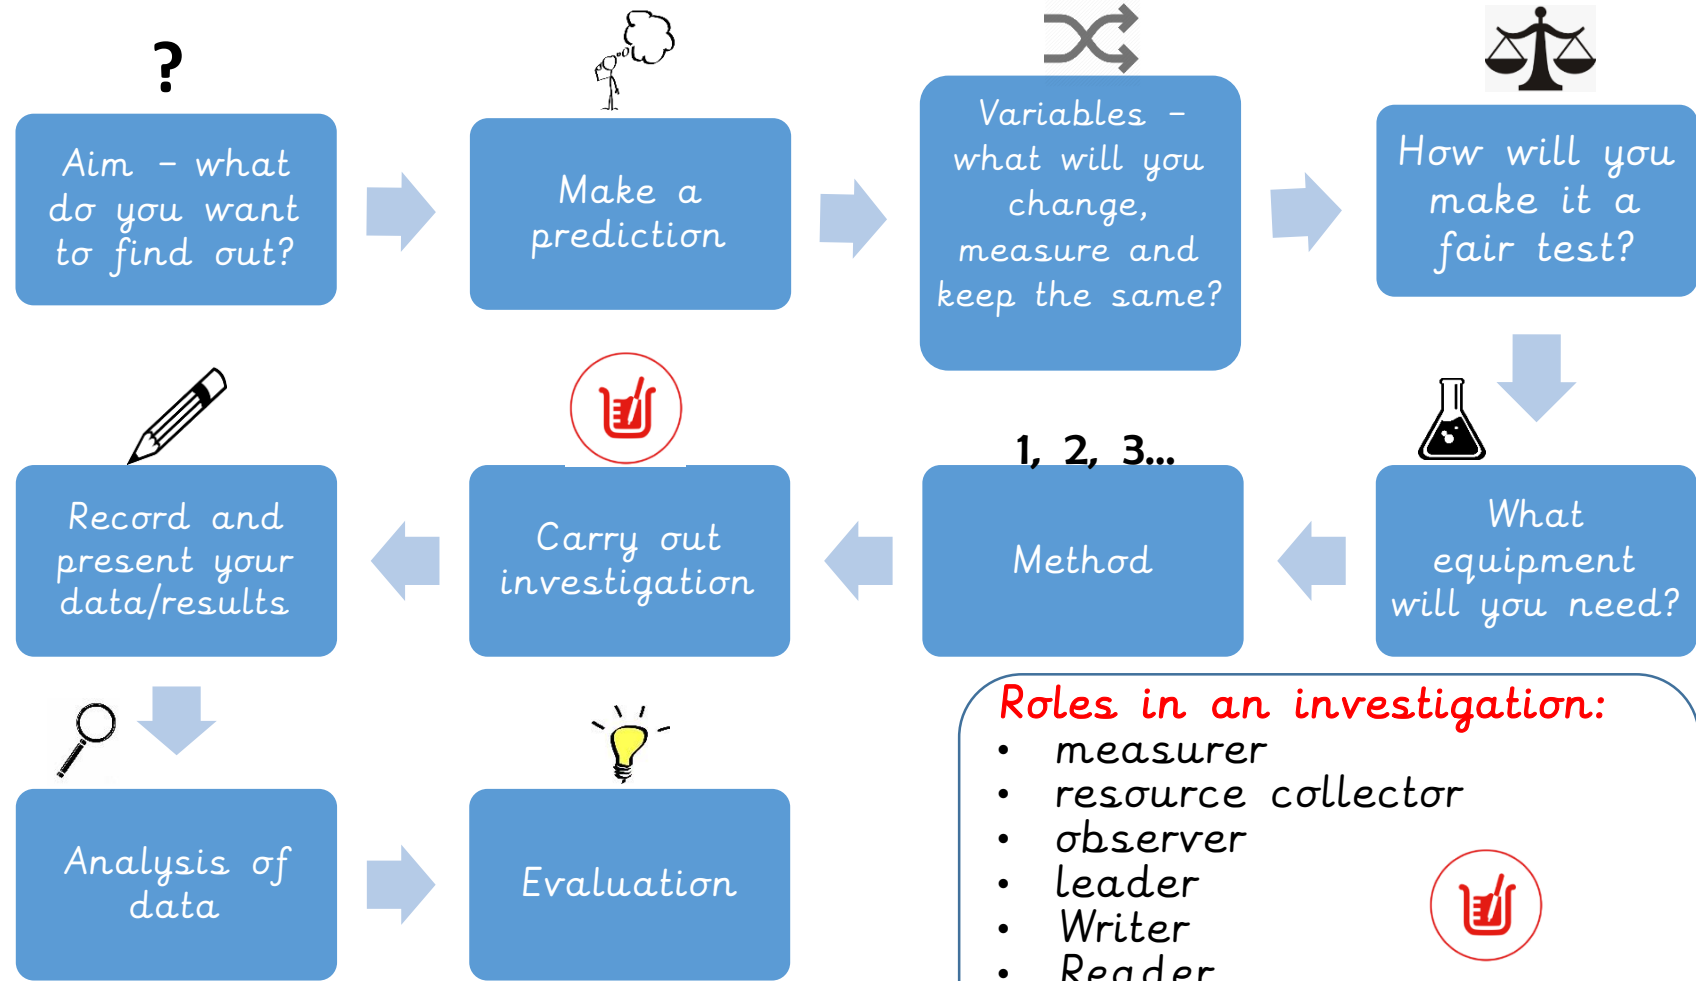 ?
Aim – what
do you want
to find out?
Make a
prediction
Variables –
what will you
change,
measure and
keep the same?
How will you
make it a
fair test?
What
equipment
will you need?
1, 2, 3...
Method
Carry out
investigation
Record and
present your
data/results
Analysis of
data
Evaluation
Roles in an investigation:
• measurer
• resource collector
• observer
• leader
• Writer
• Reader